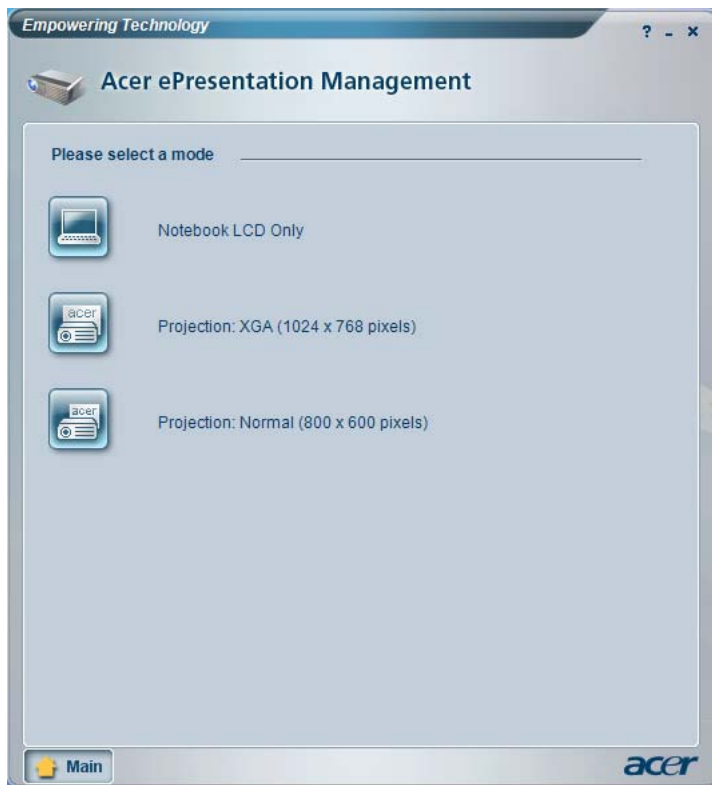 Empowering Technology
? - ×
Acer ePresentation Management
Please select a mode
Notebook LCD Only
acer
Projection: XGA (1024 x 768 pixels)
acer
Projection: Normal (800 x 600 pixels)
Main
acer